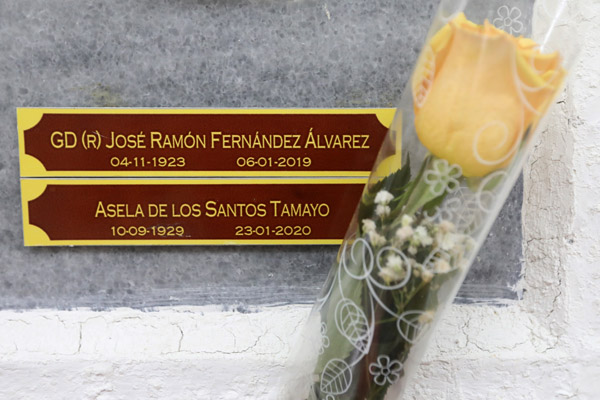 GD (R) JOSÉ RAMÓN FERNÁNDEZ ÁLVAREZ
04-11-1923 06-01-2019
ASELA DE LOS SANTOS TAMAYO
10-09-1929 23-01-2020